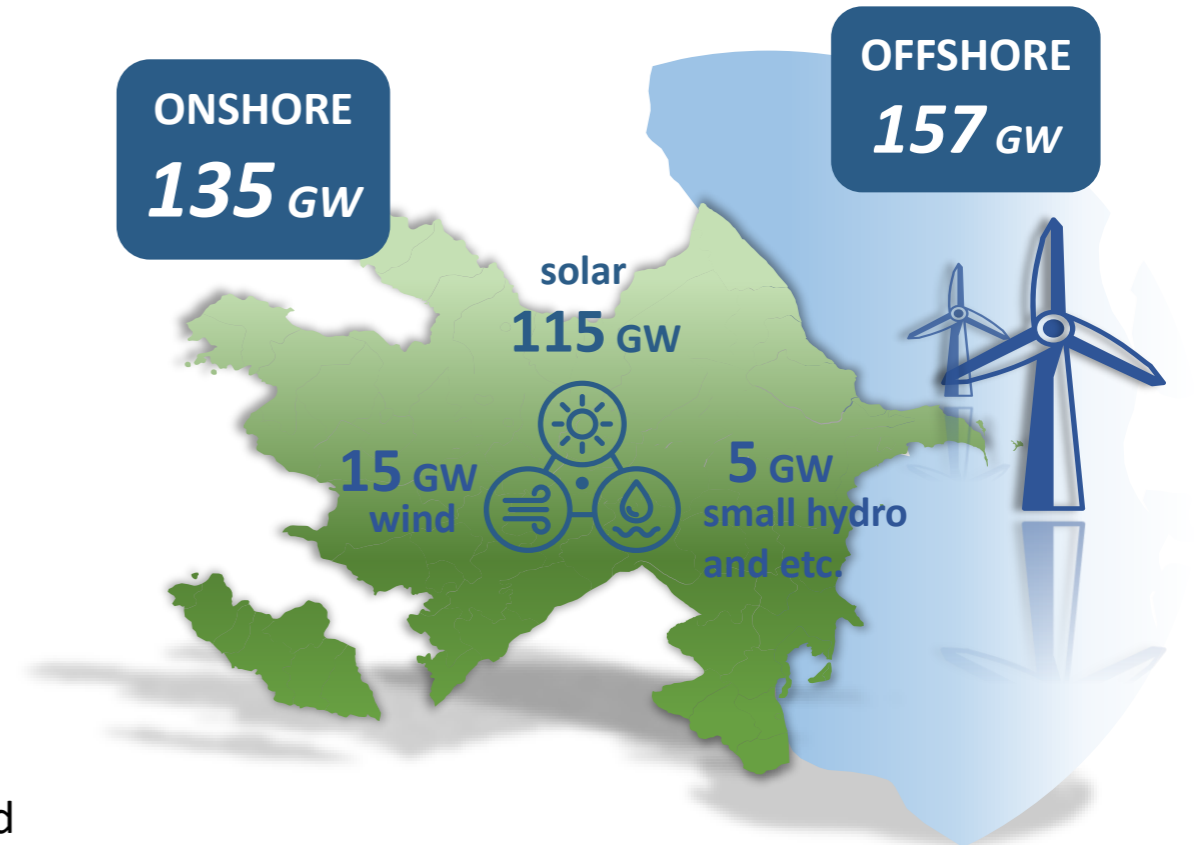 ONSHORE
135 GW
OFFSHORE
157 GW
solar
115 GW
15 GW
wind
5 GW
small hydro
and etc.
d